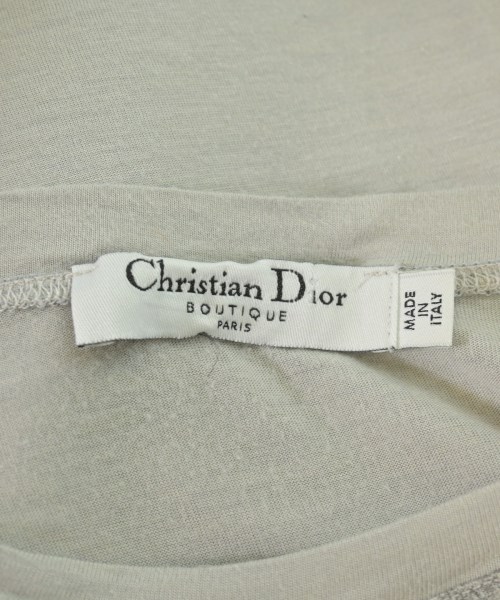 Christian Dior
BOUTIQUE
PARIS
MADE
IN
ITALY